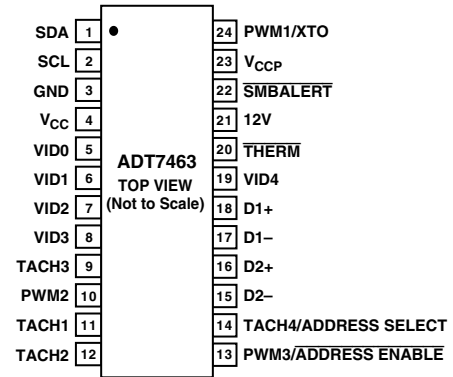 SDA 1
SCL 2
GND 3
VCC 4
VID0 5
VID1 6
VID2 7
VID3 8
TACH3 9
PWM2 10
TACH1 11
TACH2 12
ADT7463
TOP VIEW
(Not to Scale)
24 PWM1/XTO
23 VCCP
22 SMBALERT
21 12V
20 THERM
19 VID4
18 D1+
17 D1–
16 D2+
15 D2–
14 TACH4/ADDRESS SELECT
13 PWM3/ADDRESS ENABLE